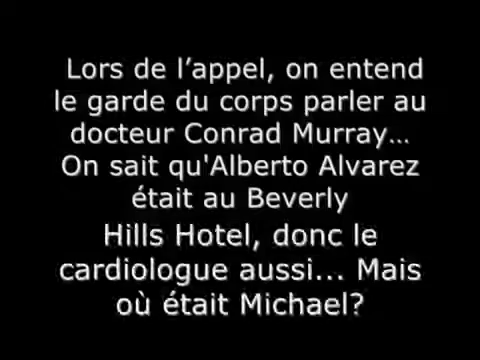 Lors de l’appel, on entend
le garde du corps parler au
docteur Conrad Murray…
On sait qu'Alberto Alvarez
était au Beverly
Hills Hotel, donc le
cardiologue aussi... Mais
où était Michael?